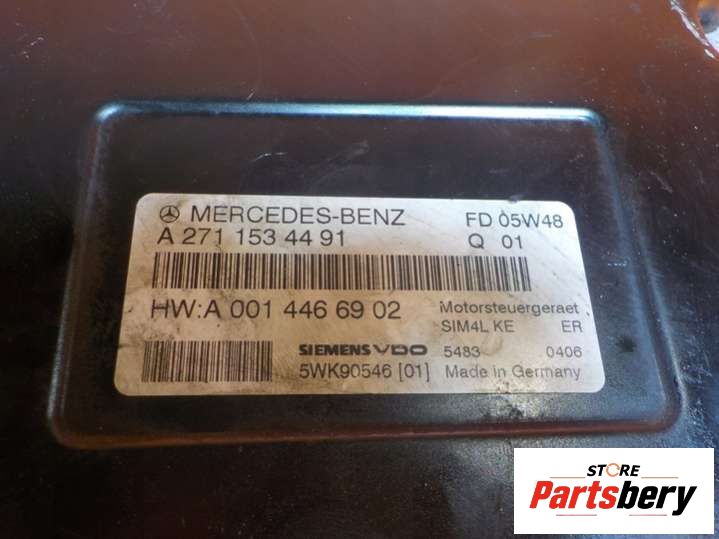 MERCEDES-BENZ FD 05W48
A 271 153 44 91 Q 01
HW:A 001 446 69 02 Motorsteuergeraet
SIM4L KE ER
SIEMENS VDO 5483 0406
5WK90546 [01] Made in Germany
STORE
Partsbery